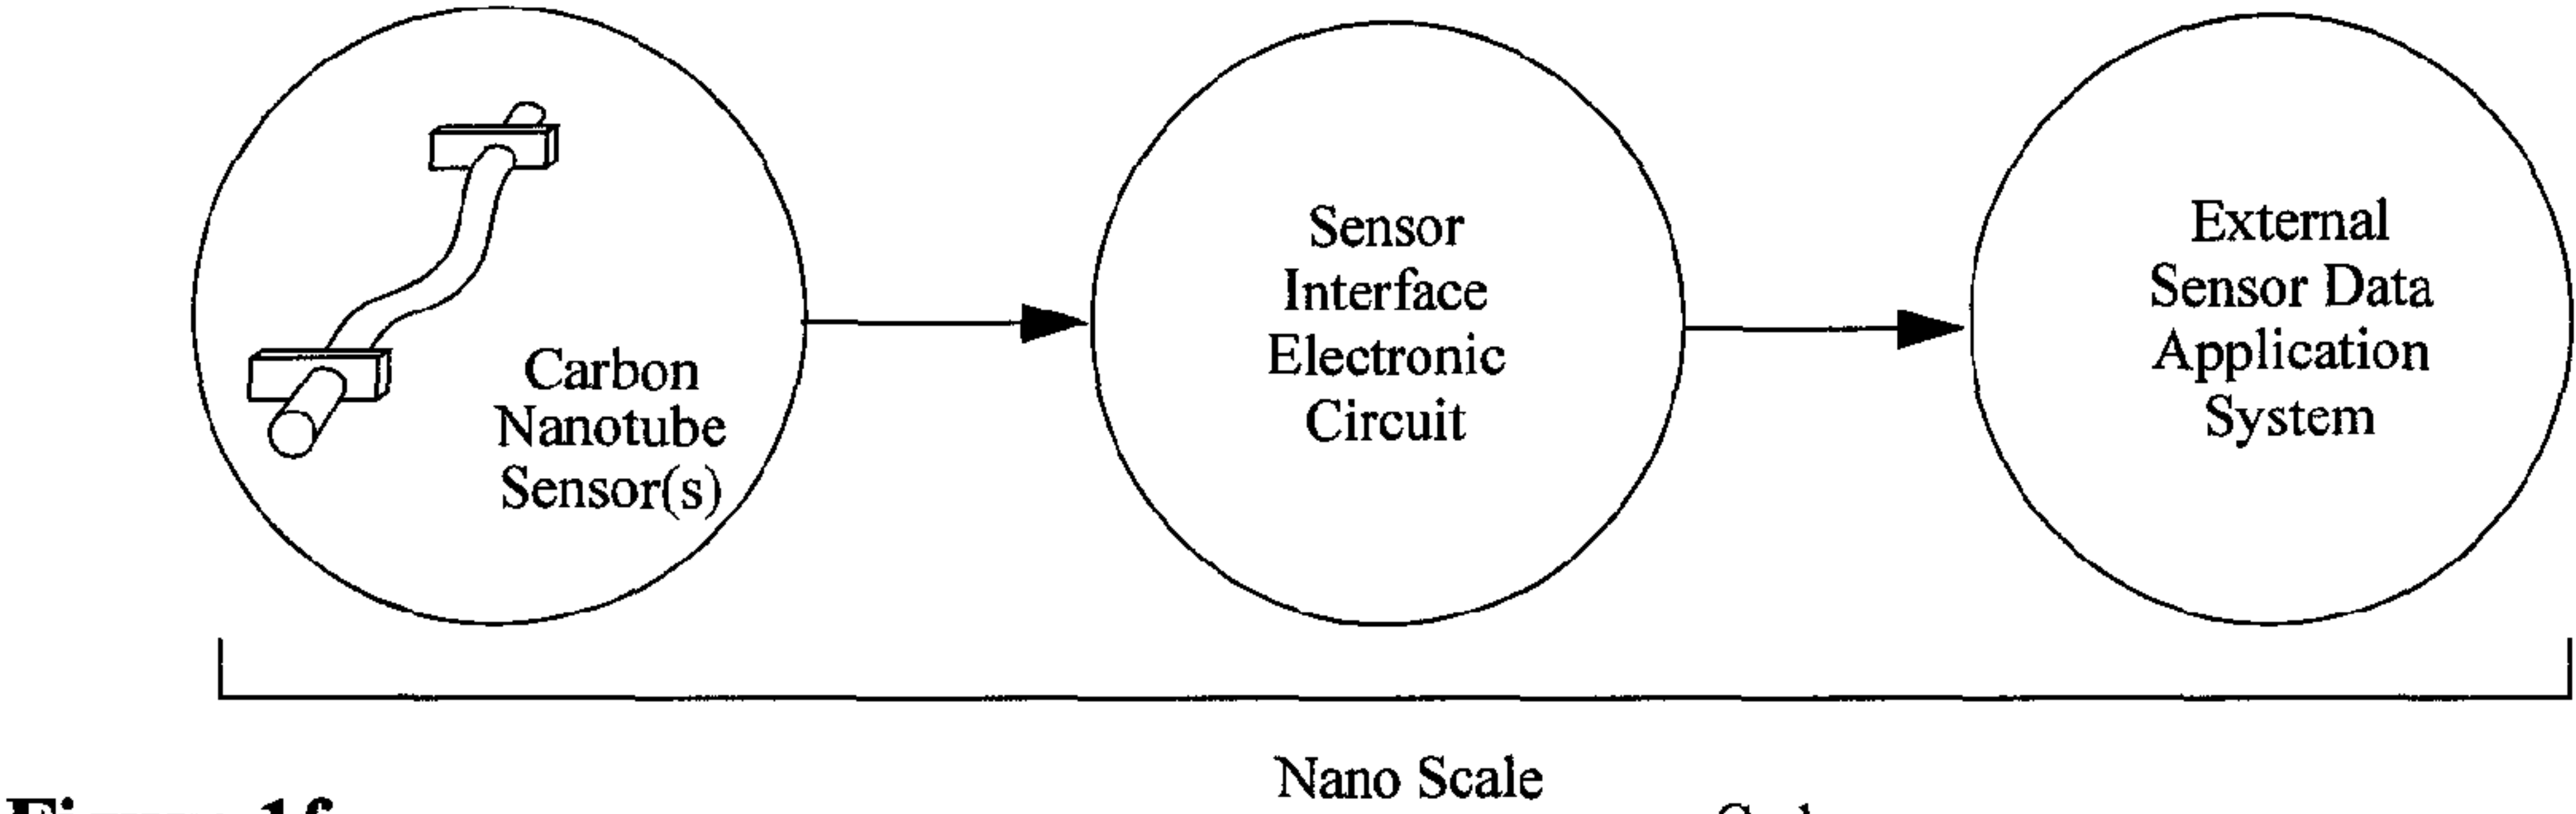 Carbon
Nanotube
Sensor(s)
Sensor
Interface
Electronic
Circuit
External
Sensor Data
Application
System
Nano Scale